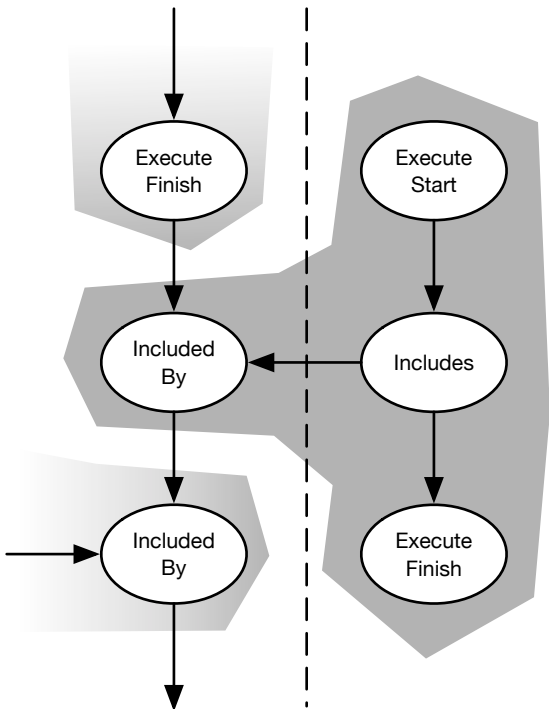 Execute
Finish
Execute
Start
Included
By
Includes
Included
By
Execute
Finish